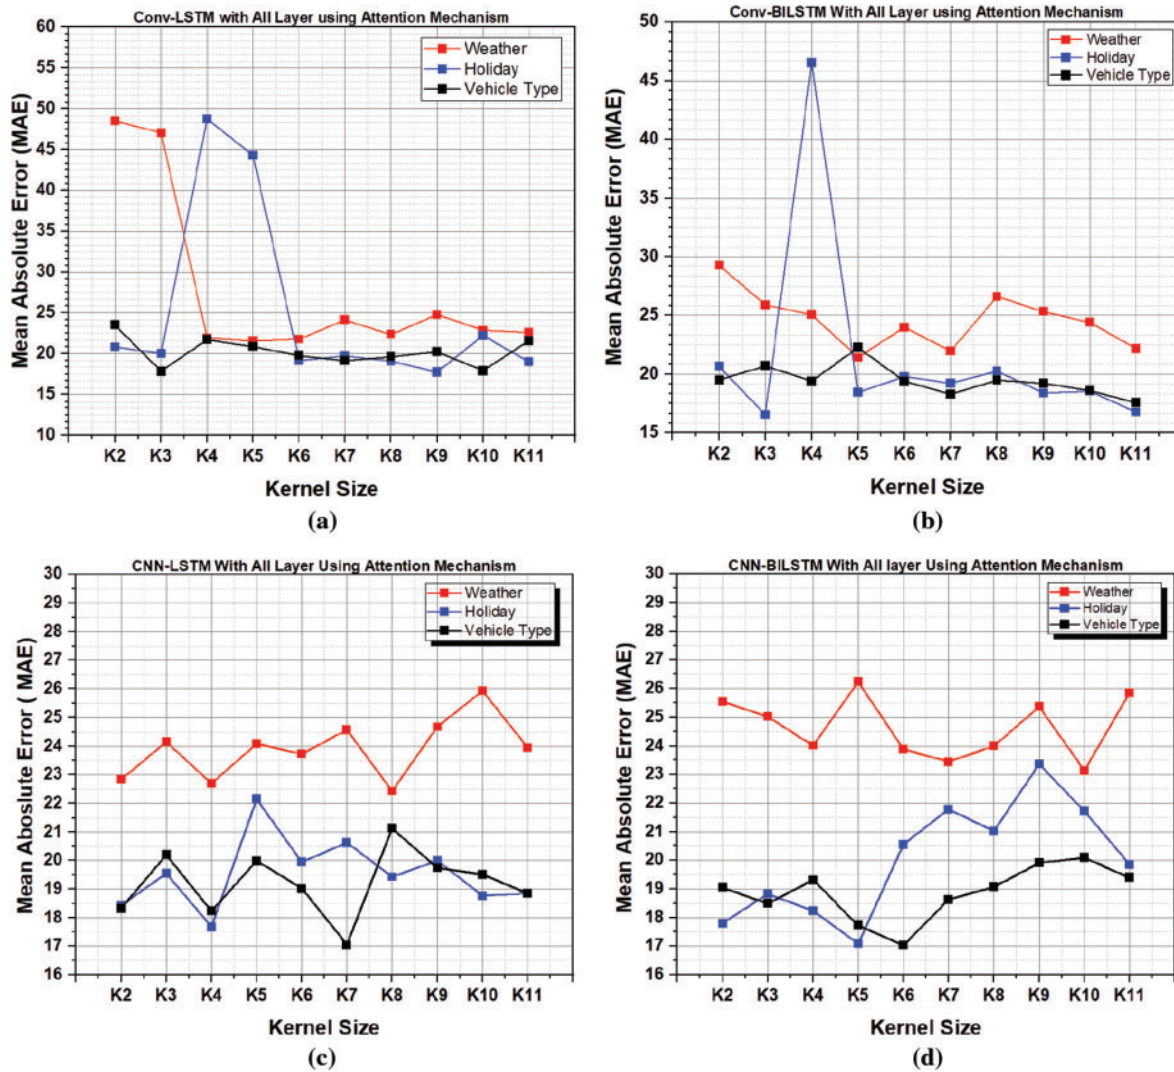 Conv-LSTM with All Layer using Attention Mechanism
60
55
50
45
40
35
30
25
20
15
10
Mean Absolute Error (MAE)
Weather
Holiday
Vehicle Type
K2 K3 K4 K5 K6 K7 K8 K9 K10 K11
Kernel Size
(a)
Conv-BILSTM With All Layer using Attention Mechanism
50
45
40
35
30
25
20
15
Mean Absolute Error (MAE)
Weather
Holiday
Vehicle Type
K2 K3 K4 K5 K6 K7 K8 K9 K10 K11
Kernel Size
(b)
CNN-LSTM With All Layer Using Attention Mechanism
30
29
28
27
26
25
24
23
22
21
20
19
18
17
16
Mean Aboslute Error ( MAE)
Weather
Holiday
Vehicle Type
K2 K3 K4 K5 K6 K7 K8 K9 K10 K11
Kernel Size
(c)
CNN-BILSTM With All layer Using Attention Mechanism
30
29
28
27
26
25
24
23
22
21
20
19
18
17
16
Mean Absolute Error (MAE)
Weather
Holiday
Vehicle Type
K2 K3 K4 K5 K6 K7 K8 K9 K10 K11
Kernel Size
(d)